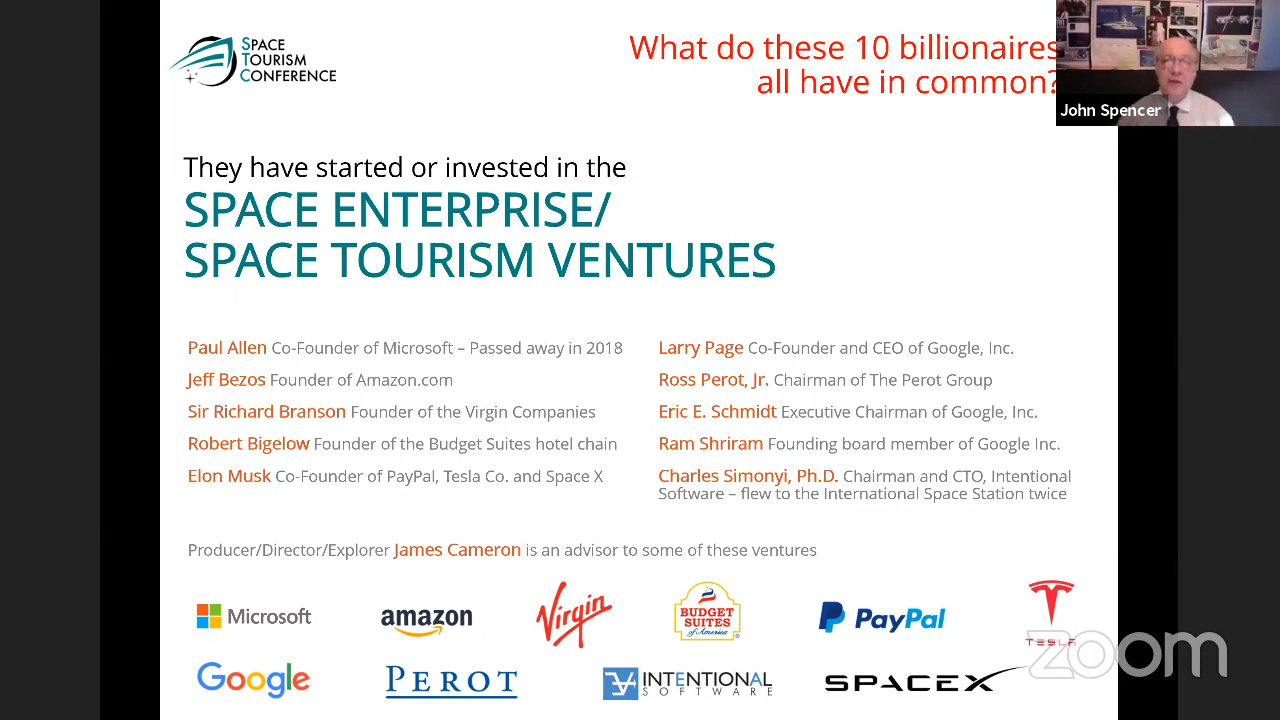 SPACE
TOURISM
CONFERENCE
What do these 10 billionaires
all have in common?
John Spencer
They have started or invested in the
SPACE ENTERPRISE/
SPACE TOURISM VENTURES
Paul Allen Co-Founder of Microsoft – Passed away in 2018
Jeff Bezos Founder of Amazon.com
Sir Richard Branson Founder of the Virgin Companies
Robert Bigelow Founder of the Budget Suites hotel chain
Elon Musk Co-Founder of PayPal, Tesla Co. and Space X
Larry Page Co-Founder and CEO of Google, Inc.
Ross Perot, Jr. Chairman of The Perot Group
Eric E. Schmidt Executive Chairman of Google, Inc.
Ram Shriram Founding board member of Google Inc.
Charles Simonyi, Ph.D. Chairman and CTO, Intentional
Software – flew to the International Space Station twice
Producer/Director/Explorer James Cameron is an advisor to some of these ventures
Microsoft
amazon
Virgin
BUDGET
SUITES
of America
PayPal
TESLA
Google
PEROT
INTENTIONAL
SOFTWARE
SPACEX
zoom